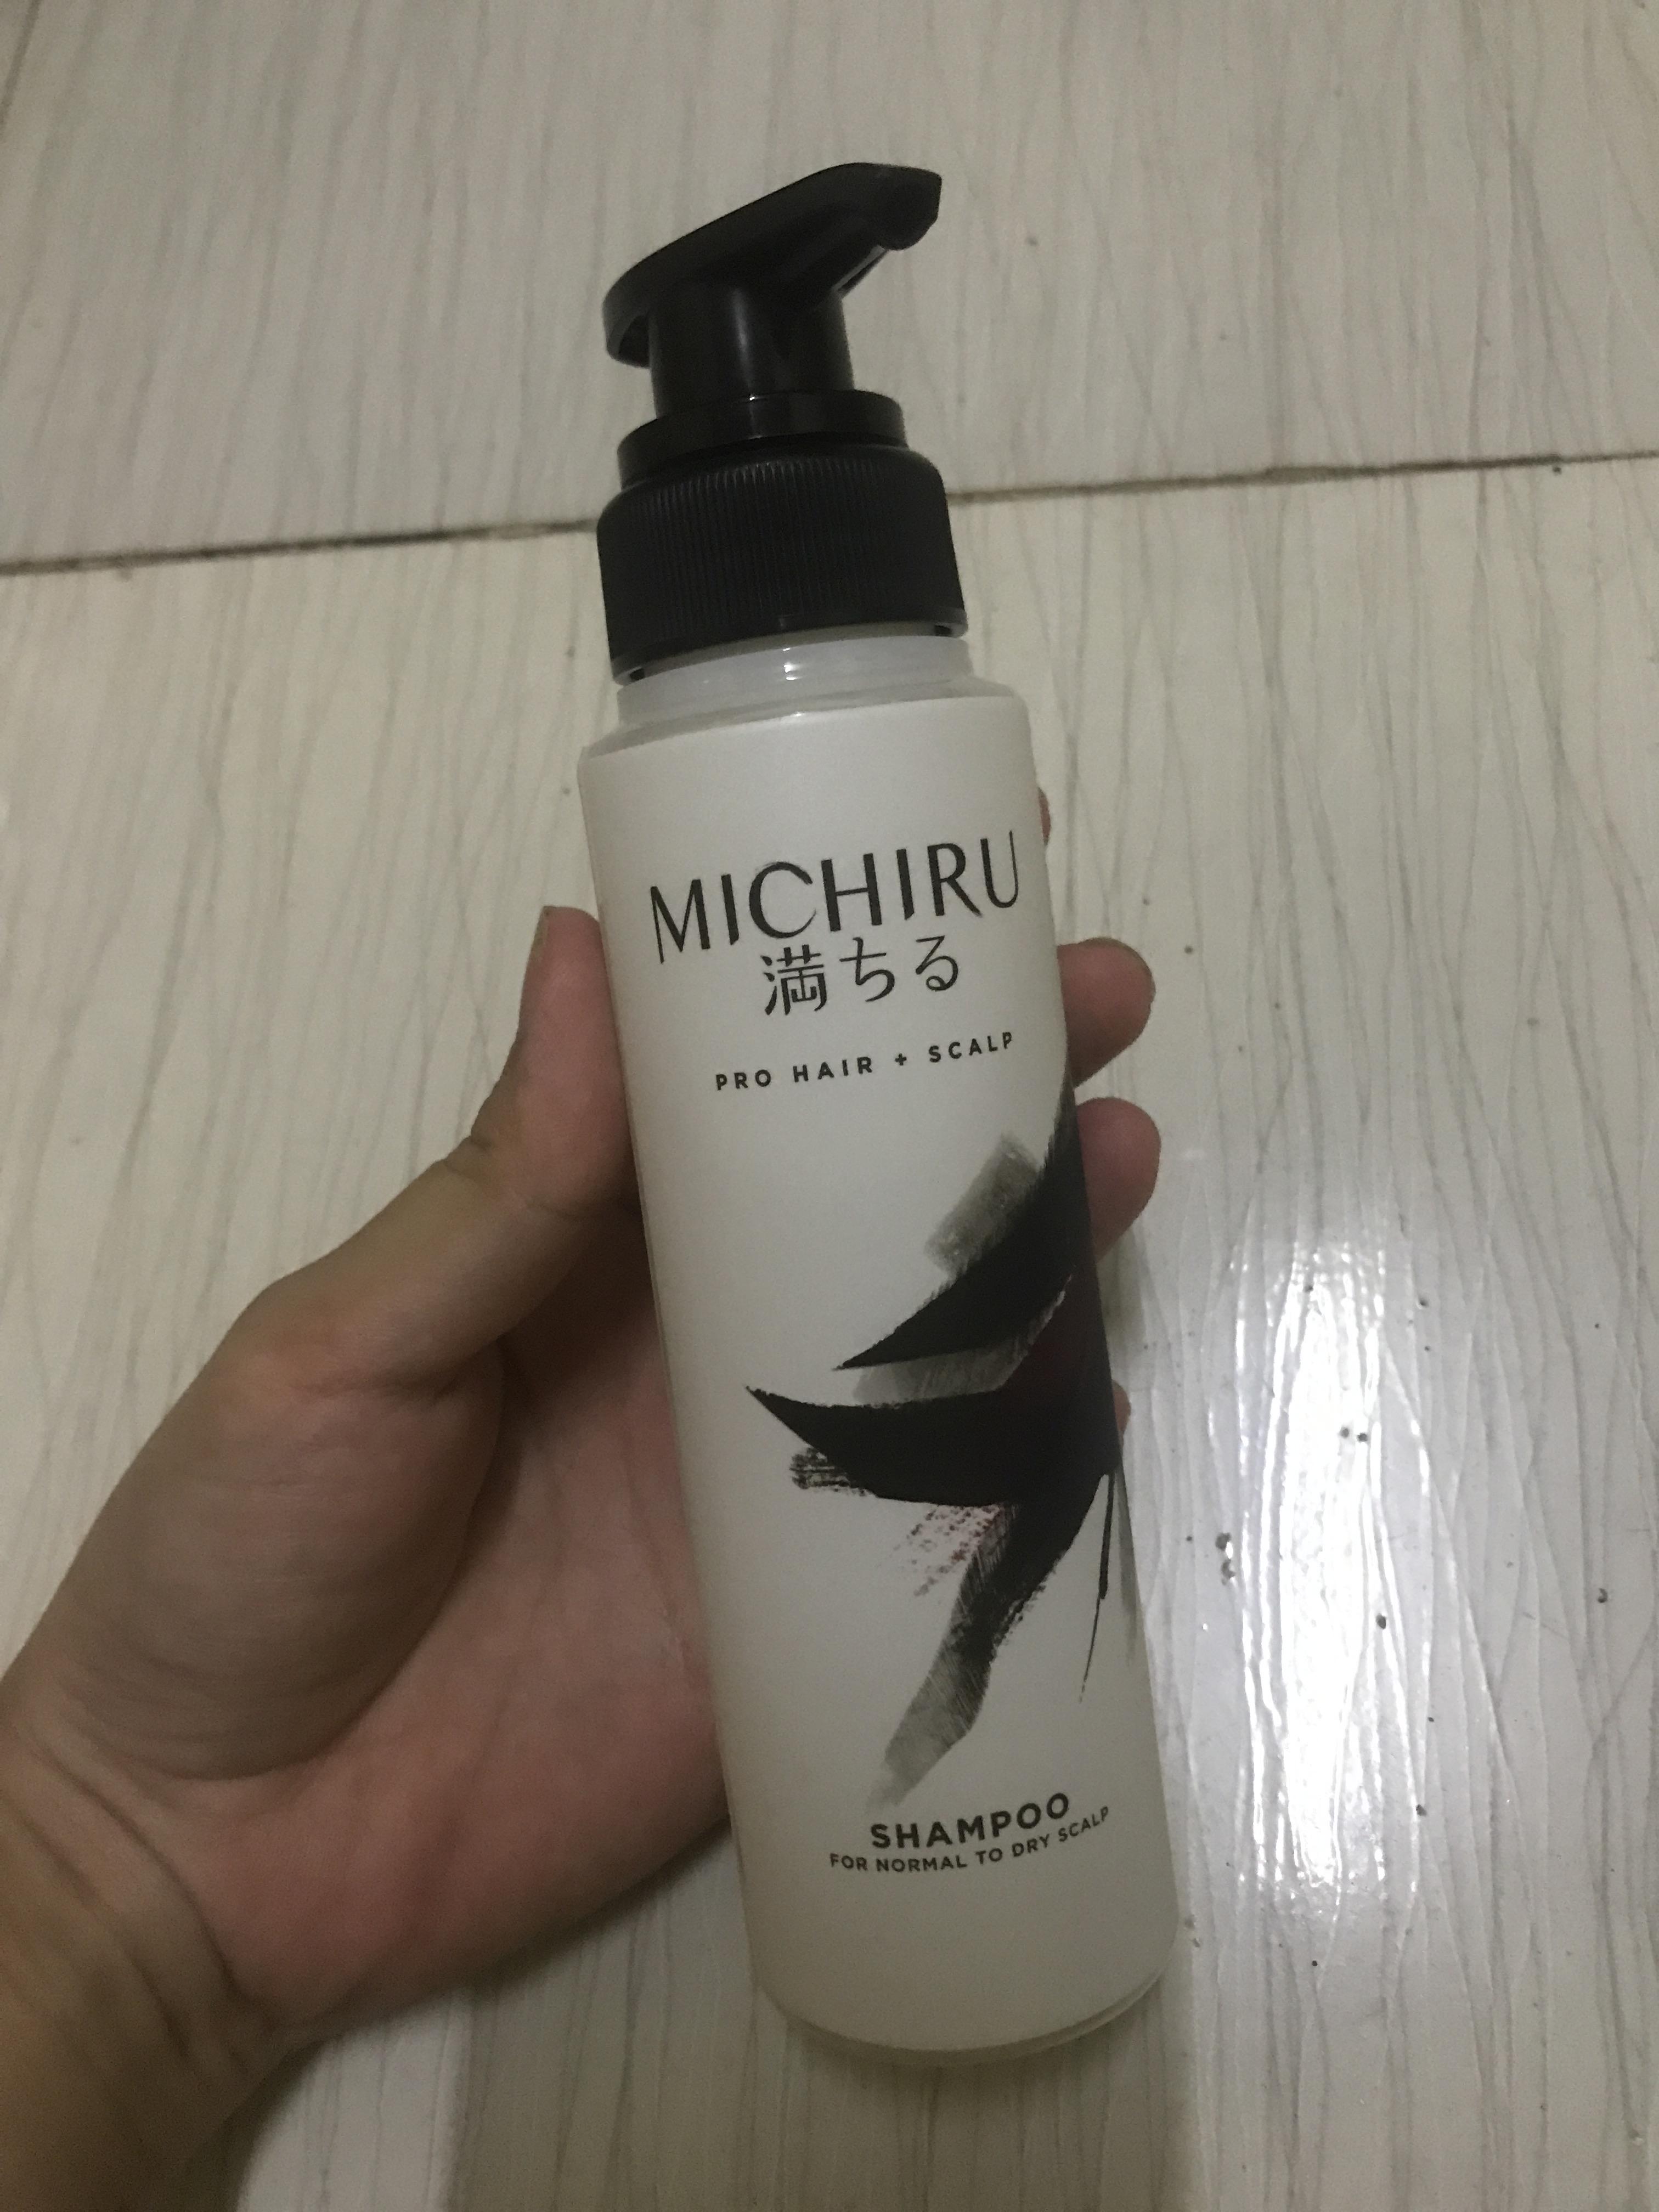 MICHIRU
満ちる
PRO HAIR + SCALP
SHAMPOO
FOR NORMAL TO DRY SCALP